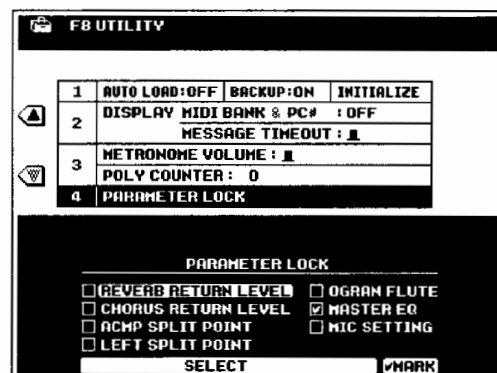 F8 UTILITY
1 AUTO LOAD:OFF BACKUP:ON INITIALIZE
2 DISPLAY MIDI BANK & PC# :OFF
MESSAGE TIMEOUT :
3 METRONOME VOLUME :
POLY COUNTER : 0
4 PARAMETER LOCK
PARAMETER LOCK
REVERB RETURN LEVEL OGRAN FLUTE
CHORUS RETURN LEVEL MASTER EQ
ACMP SPLIT POINT MIC SETTING
LEFT SPLIT POINT
SELECT MARK